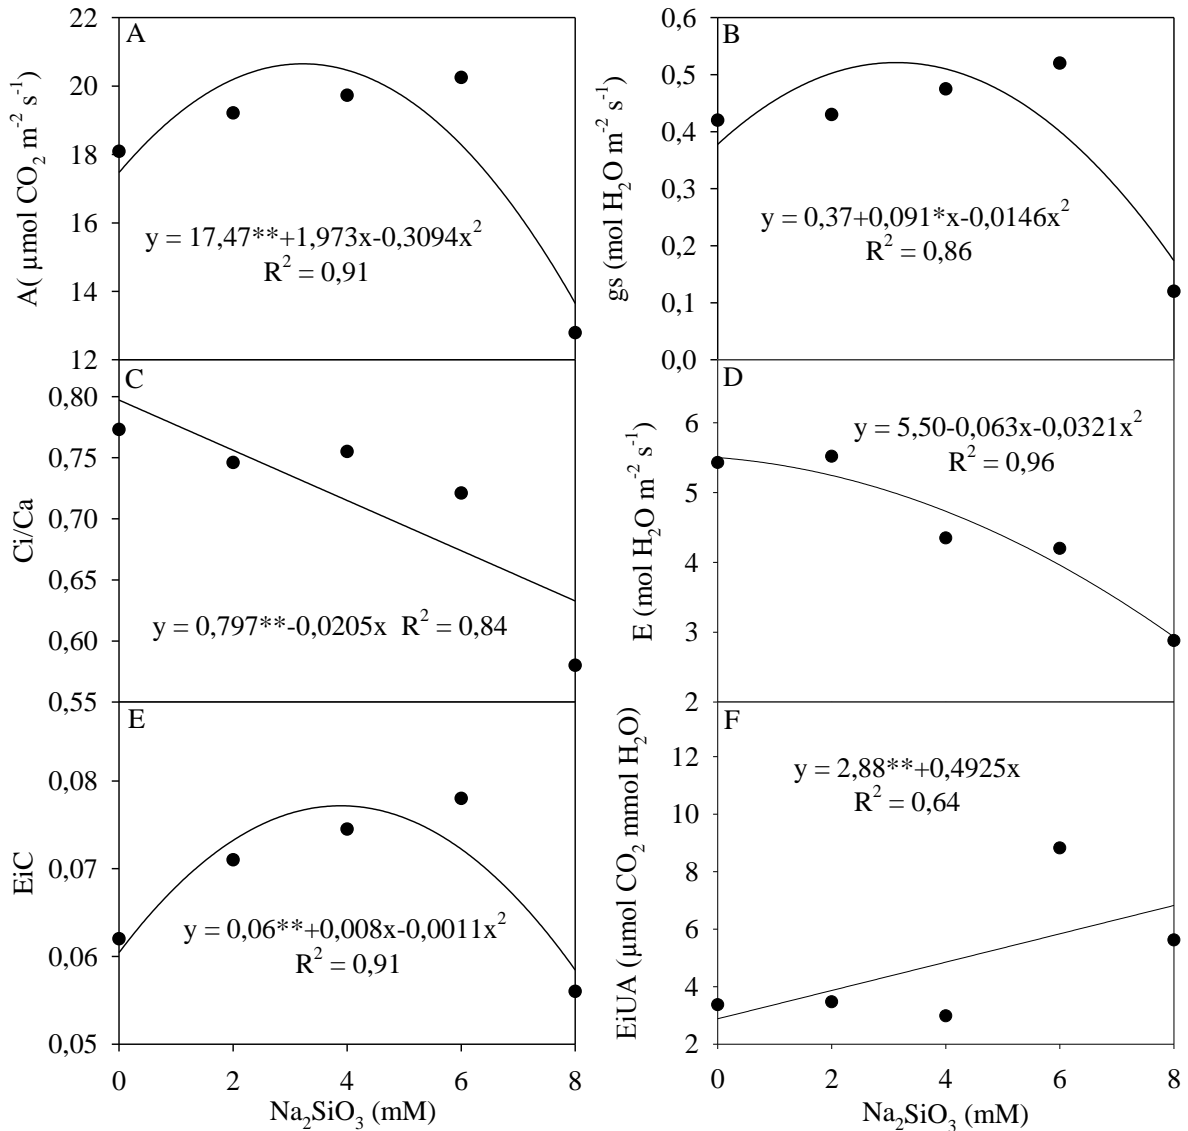 A
A( µmol CO₂ m⁻² s⁻¹)
22
20
18
16
14
12
y = 17,47**+1,973x-0,3094x²
R² = 0,91
B
gs (mol H₂O m⁻² s⁻¹)
0,6
0,5
0,4
0,3
0,2
0,1
0,0
y = 0,37+0,091*x-0,0146x²
R² = 0,86
C
Ci/Ca
0,80
0,75
0,70
0,65
0,60
0,55
y = 0,797**-0,0205x R² = 0,84
D
E (mol H₂O m⁻² s⁻¹)
6
5
4
3
2
y = 5,50-0,063x-0,0321x²
R² = 0,96
E
EiC
0,08
0,07
0,06
0,05
y = 0,06**+0,008x-0,0011x²
R² = 0,91
0 2 4 6 8
Na₂SiO₃ (mM)
F
EiUA (µmol CO₂ mmol H₂O)
12
10
8
6
4
2
y = 2,88**+0,4925x
R² = 0,64
0 2 4 6 8
Na₂SiO₃ (mM)